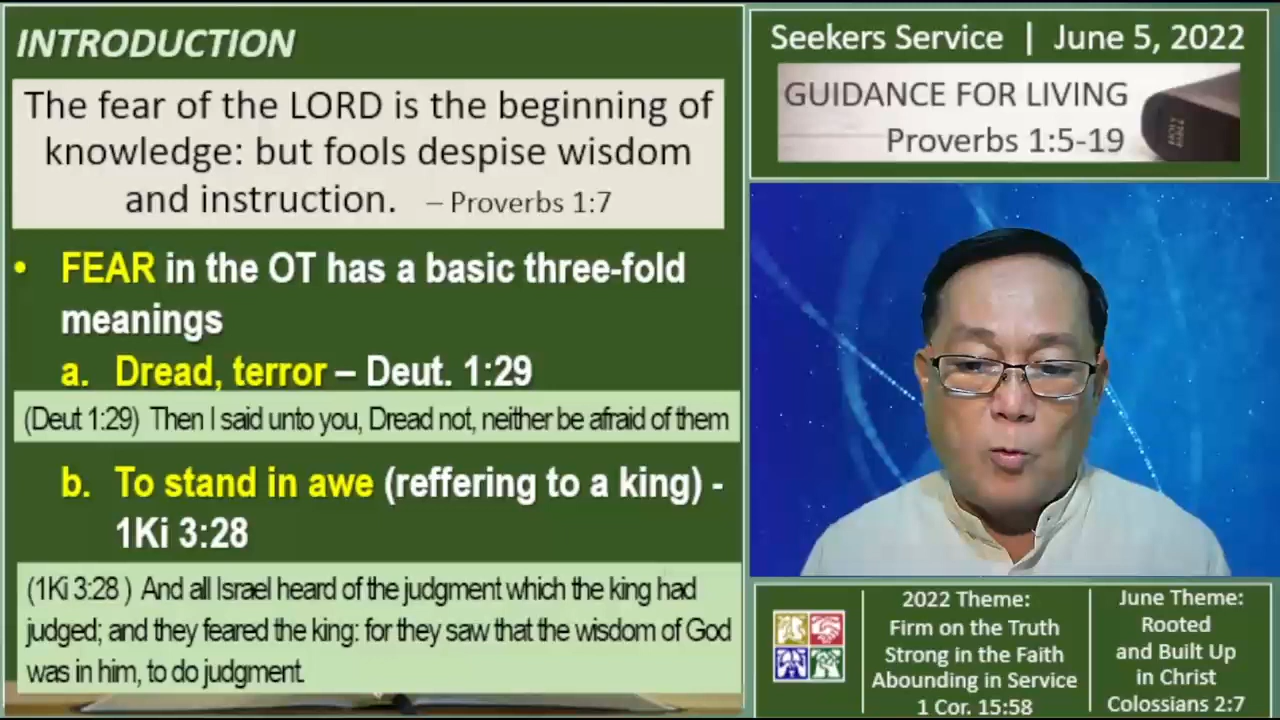 INTRODUCTION
The fear of the LORD is the beginning of
knowledge: but fools despise wisdom
and instruction. – Proverbs 1:7
• FEAR in the OT has a basic three-fold
meanings
a. Dread, terror – Deut. 1:29
(Deut 1:29) Then I said unto you, Dread not, neither be afraid of them
b. To stand in awe (reffering to a king) -
1Ki 3:28
(1Ki 3:28 ) And all Israel heard of the judgment which the king had
judged; and they feared the king: for they saw that the wisdom of God
was in him, to do judgment.
Seekers Service | June 5, 2022
GUIDANCE FOR LIVING
Proverbs 1:5-19
2022 Theme:
Firm on the Truth
Strong in the Faith
Abounding in Service
1 Cor. 15:58
June Theme:
Rooted
and Built Up
in Christ
Colossians 2:7